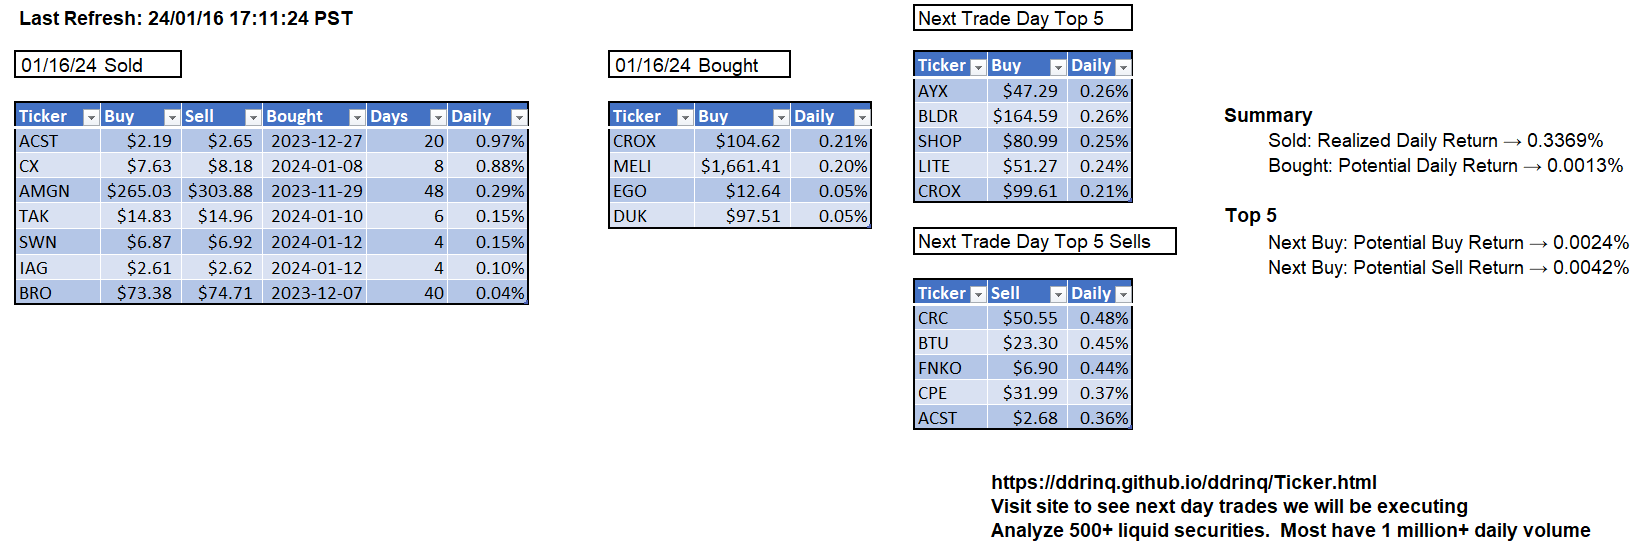 Last Refresh: 24/01/16 17:11:24 PST
01/16/24 Sold
Ticker Buy Sell Bought Days Daily
ACST $2.19 $2.65 2023-12-27 20 0.97%
CX $7.63 $8.18 2024-01-08 8 0.88%
AMGN $265.03 $303.88 2023-11-29 48 0.29%
TAK $14.83 $14.96 2024-01-10 6 0.15%
SWN $6.87 $6.92 2024-01-12 4 0.15%
IAG $2.61 $2.62 2024-01-12 4 0.10%
BRO $73.38 $74.71 2023-12-07 40 0.04%
01/16/24 Bought
Ticker Buy Daily
CROX $104.62 0.21%
MELI $1,661.41 0.20%
EGO $12.64 0.05%
DUK $97.51 0.05%
Next Trade Day Top 5
Ticker Buy Daily
AYX $47.29 0.26%
BLDR $164.59 0.26%
SHOP $80.99 0.25%
LITE $51.27 0.24%
CROX $99.61 0.21%
Next Trade Day Top 5 Sells
Ticker Sell Daily
CRC $50.55 0.48%
BTU $23.30 0.45%
FNKO $6.90 0.44%
CPE $31.99 0.37%
ACST $2.68 0.36%
Summary
Sold: Realized Daily Return → 0.3369%
Bought: Potential Daily Return → 0.0013%
Top 5
Next Buy: Potential Buy Return → 0.0024%
Next Buy: Potential Sell Return → 0.0042%
https://ddrinq.github.io/ddrinq/Ticker.html
Visit site to see next day trades we will be executing
Analyze 500+ liquid securities.  Most have 1 million+ daily volume